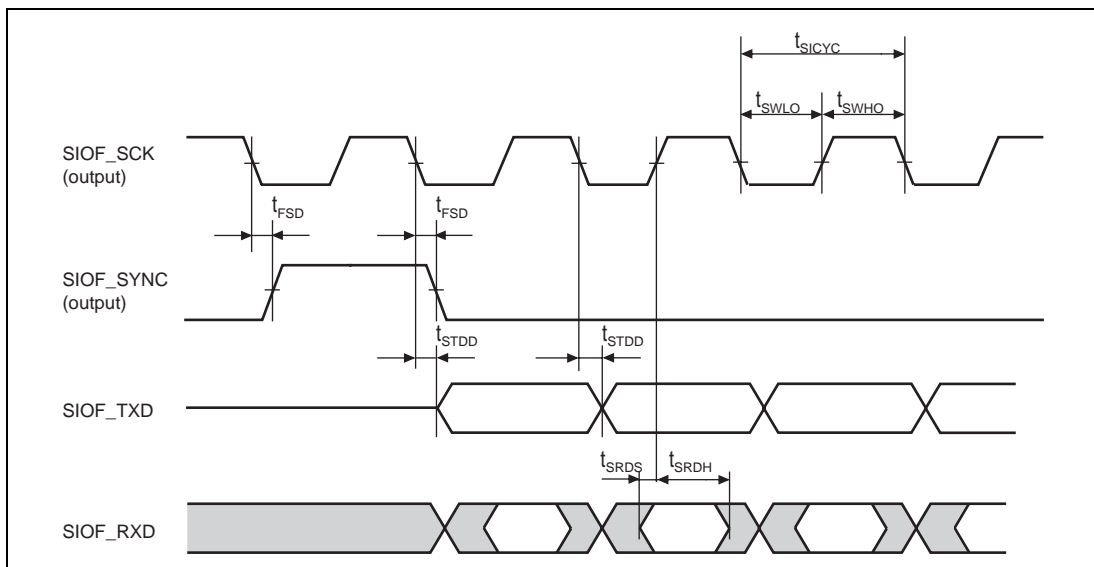 tSICYC
tSWLO tSWHO
SIOF_SCK
(output)
tFSD tFSD
SIOF_SYNC
(output)
tSTDD tSTDD
SIOF_TXD
tSRDS tSRDH
SIOF_RXD